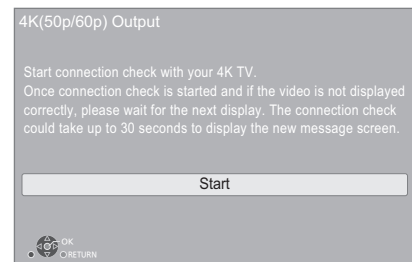 4K(50p/60p) Output
Start connection check with your 4K TV.
Once connection check is started and if the video is not displayed
correctly, please wait for the next display. The connection check
could take up to 30 seconds to display the new message screen.
Start
OK
RETURN